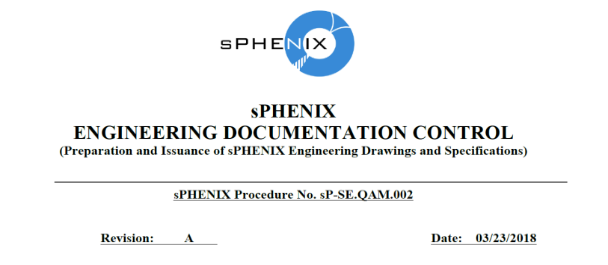 sPHENIX
sPHENIX
ENGINEERING DOCUMENTATION CONTROL
(Preparation and Issuance of sPHENIX Engineering Drawings and Specifications)
sPHENIX Procedure No. sP-SE.QAM.002
Revision: A Date: 03/23/2018